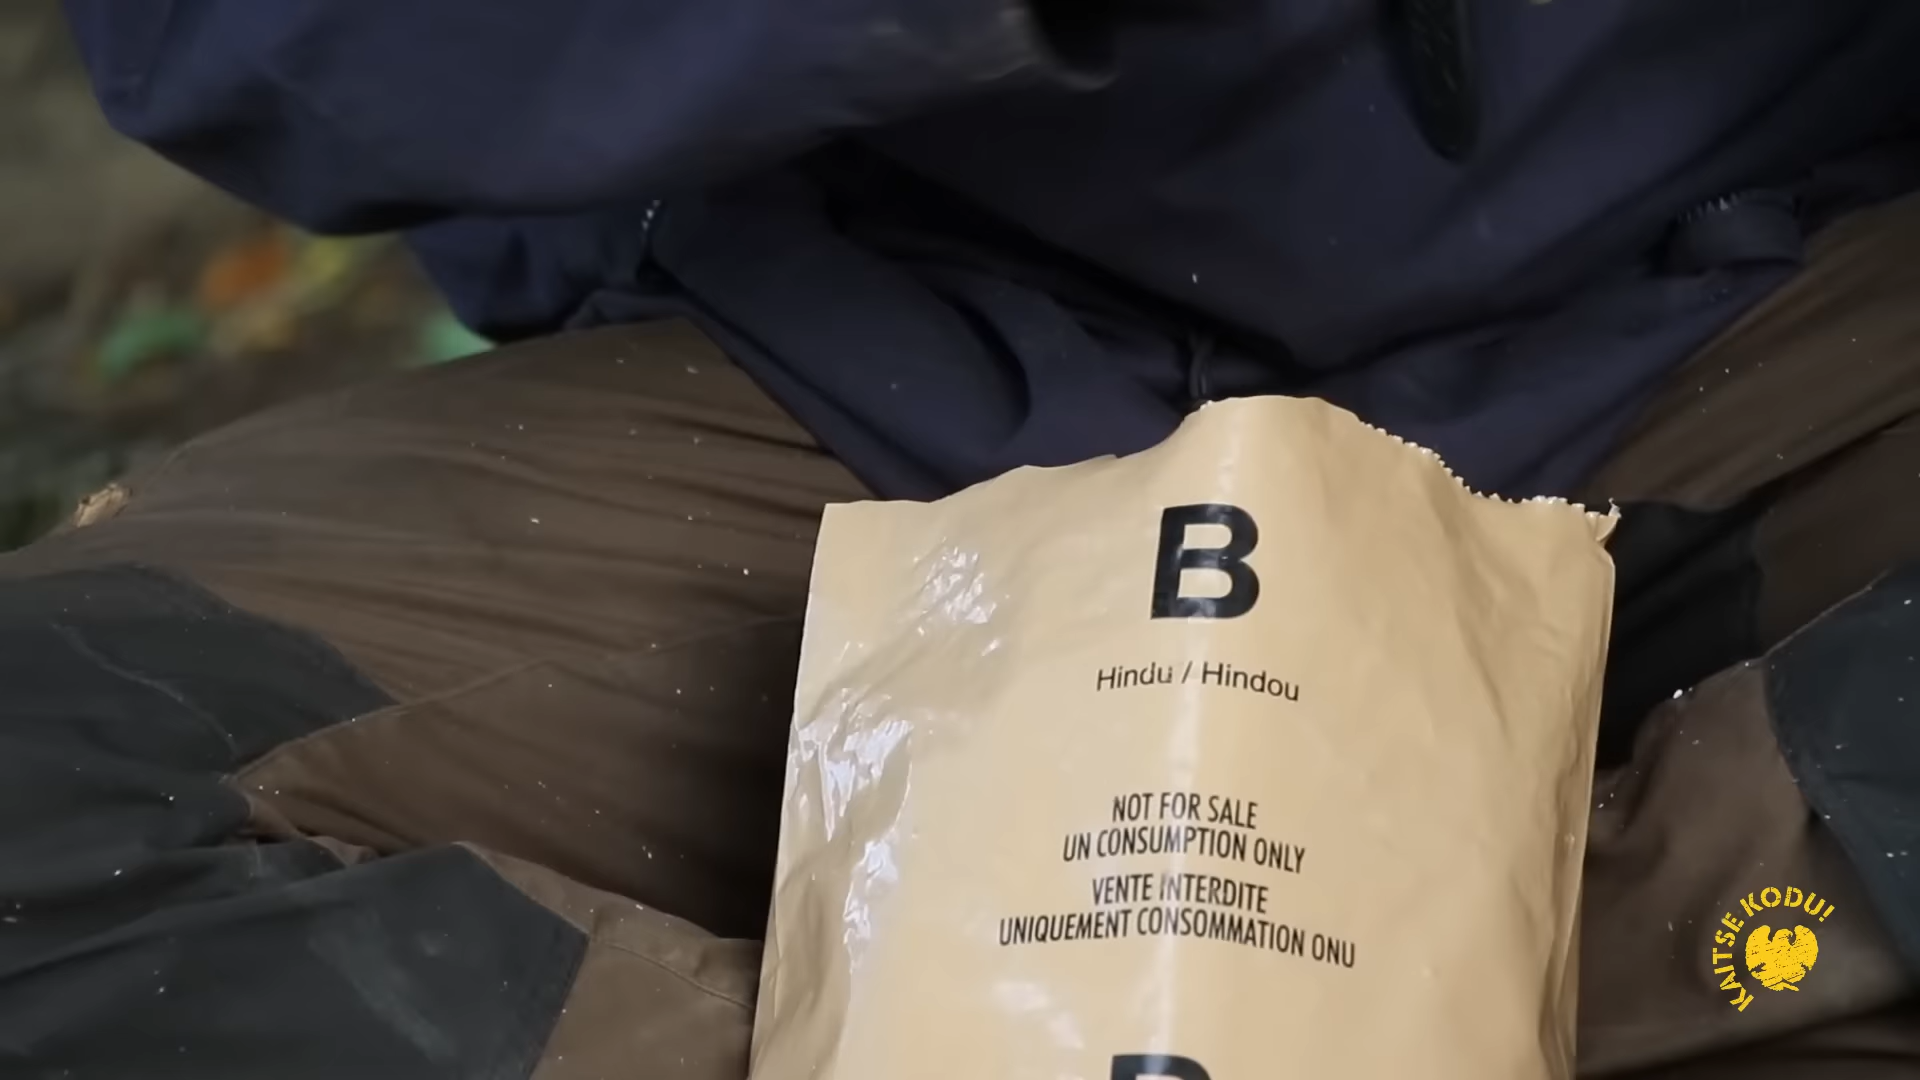 B
Hindu / Hindou
NOT FOR SALE
UN CONSUMPTION ONLY
VENTE INTERDITE
UNIQUEMENT CONSOMMATION ONU
KAITSE KODU!